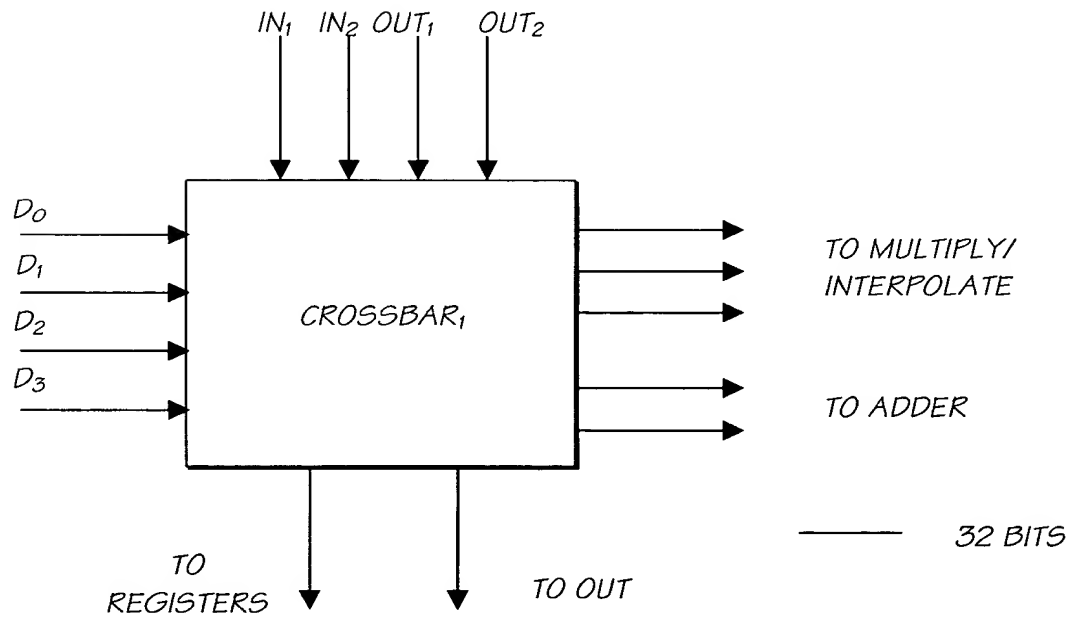 IN₁ IN₂ OUT₁ OUT₂
D₀
D₁
D₂
D₃
CROSSBAR₁
TO MULTIPLY/
INTERPOLATE
TO ADDER
32 BITS
TO
REGISTERS
TO OUT